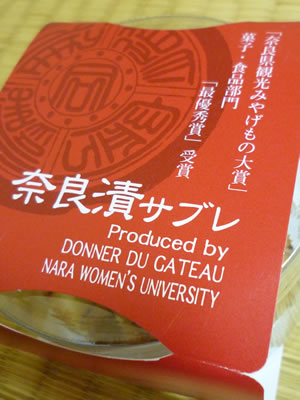 「奈良県観光みやげもの大賞」
菓子・食品部門
「最優秀賞」受賞
奈良漬サブレ
Produced by
DONNER DU GATEAU
NARA WOMEN'S UNIVERSITY